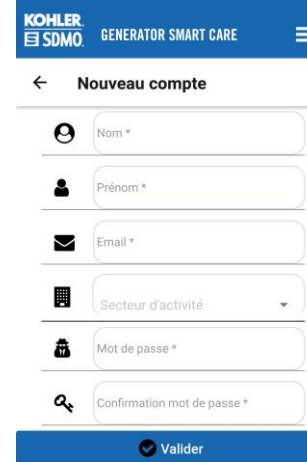 KOHLER.
SDMO. GENERATOR SMART CARE
Nouveau compte
Nom *
Prénom *
Email *
Secteur d'activité
Mot de passe *
Confirmation mot de passe *
Valider